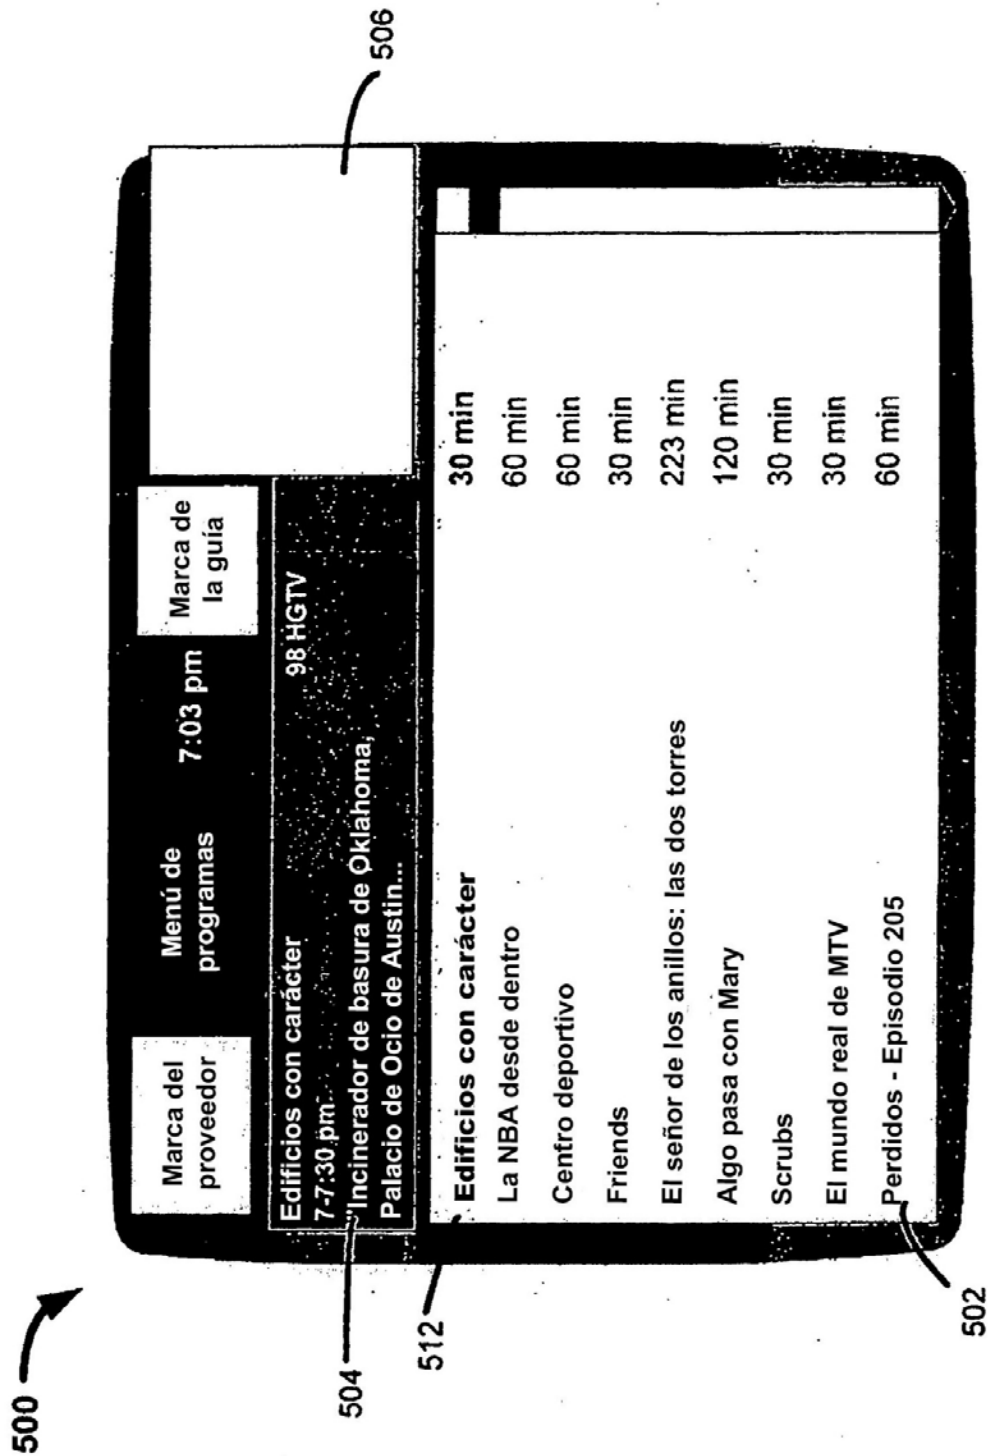 500
506
Marca del
proveedor
Menú de
programas
7:03 pm
Marca de
la guía
Edificios con carácter
98 HGTV
7-7:30 pm
"Incinerador de basura de Oklahoma,
Palacio de Ocio de Austin...
504
512
Edificios con carácter 30 min
La NBA desde dentro 60 min
Centro deportivo 60 min
Friends 30 min
El señor de los anillos: las dos torres 223 min
Algo pasa con Mary 120 min
Scrubs 30 min
El mundo real de MTV 30 min
Perdidos - Episodio 205 60 min
502